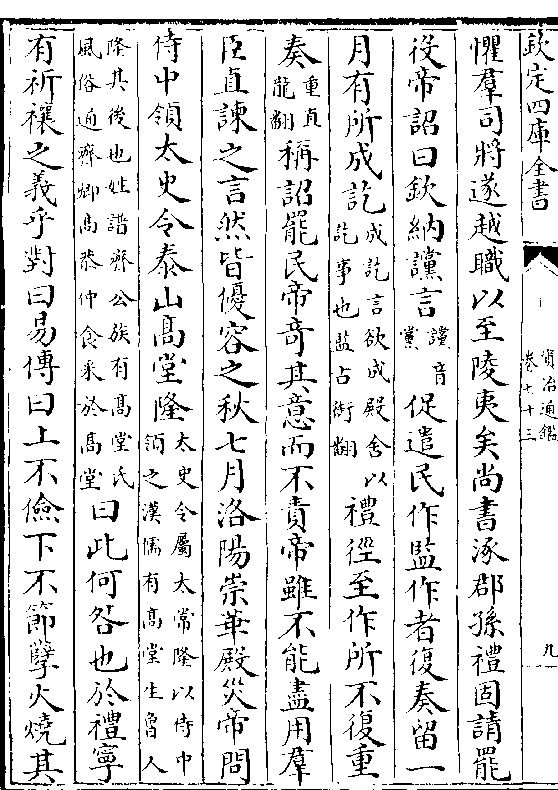 欽定四庫全書
資治通鑑
卷七十三
九
懼羣司將遂越職以至陵夷矣尚書涿郡孫禮固請罷
役帝詔曰欽納讜言讜音黨促遣民作監作者復奏留一
月有所成訖成訖言欲成殿舍以訖事也監古銜翻禮徑至作所不復重
奏重直龍翻稱詔罷民帝奇其意而不責帝雖不能盡用羣
臣直諫之言然皆優容之秋七月洛陽崇華殿災帝問
侍中領太史令泰山高堂隆太史令屬太常隆以侍中領之漢儒有高堂生魯人
隆其後也姓譜齊公族有高堂氏風俗通齊卿高恭仲食采於高堂曰此何咎也於禮寧
有祈禳之義乎對曰易傳曰上不儉下不節孽火燒其